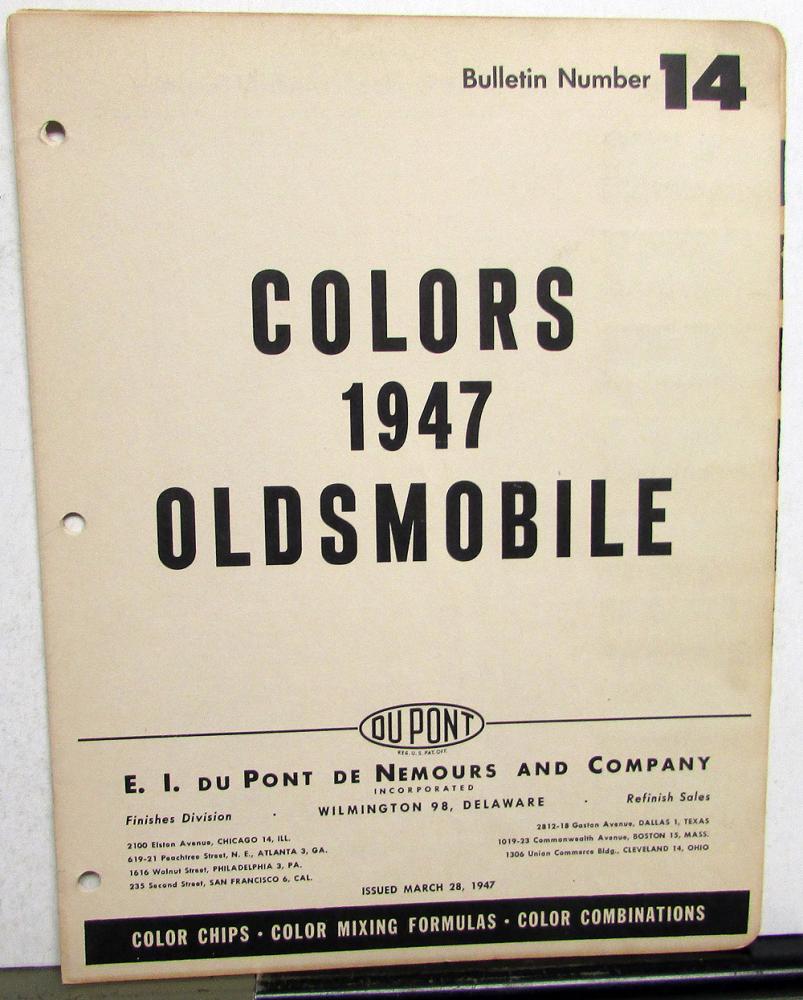 Bulletin Number 14
COLORS
1947
OLDSMOBILE
DU PONT
REG. U.S. PAT. OFF.
E. I. DU PONT DE NEMOURS AND COMPANY
INCORPORATED
Finishes Division · WILMINGTON 98, DELAWARE · Refinish Sales
2100 Elston Avenue, CHICAGO 14, ILL.
619-21 Peachtree Street, N. E., ATLANTA 3, GA.
1616 Walnut Street, PHILADELPHIA 3, PA.
235 Second Street, SAN FRANCISCO 6, CAL.
2812-18 Gaston Avenue, DALLAS 1, TEXAS
1019-23 Commonwealth Avenue, BOSTON 15, MASS.
1306 Union Commerce Bldg., CLEVELAND 14, OHIO
ISSUED MARCH 28, 1947
COLOR CHIPS · COLOR MIXING FORMULAS · COLOR COMBINATIONS